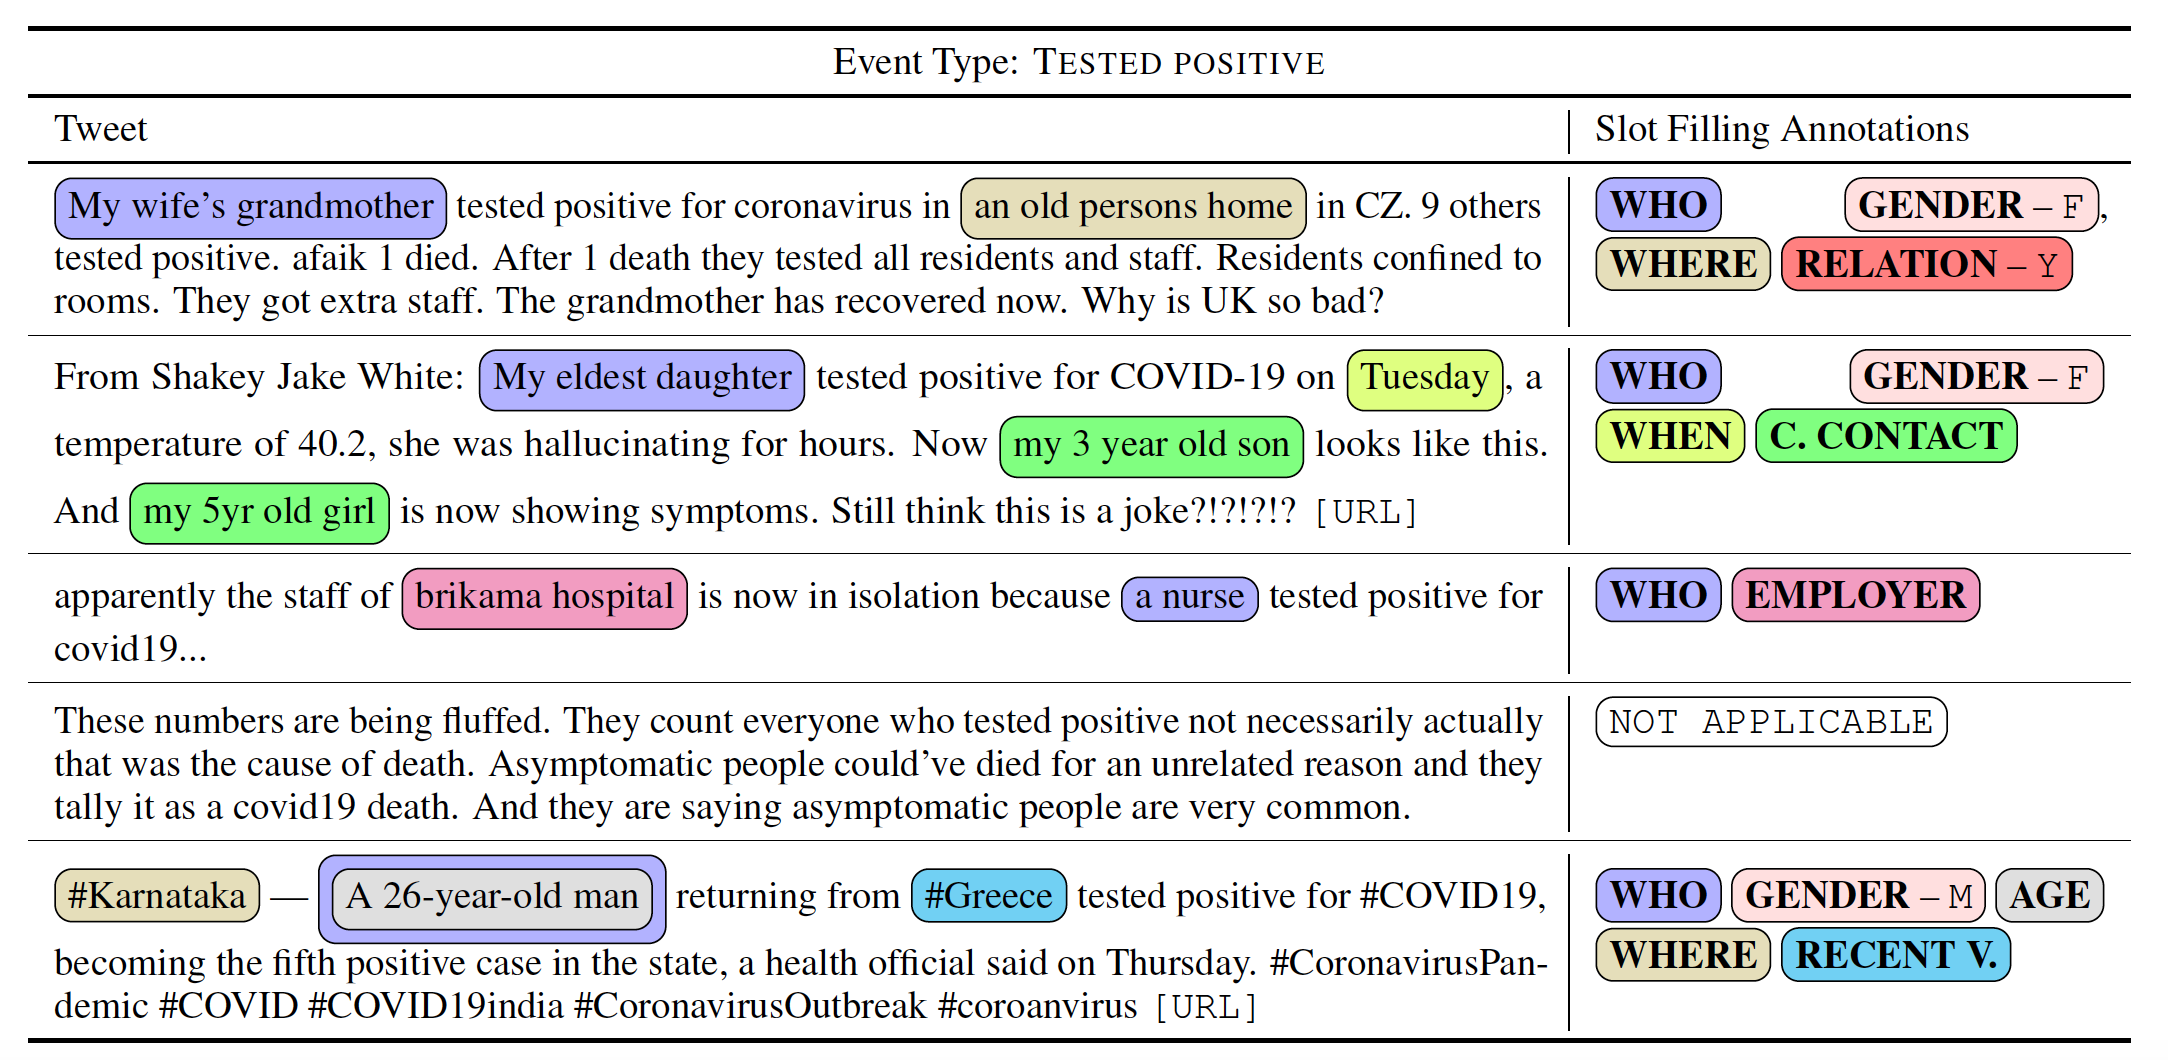 Event Type: TESTED POSITIVE
Tweet
Slot Filling Annotations
My wife’s grandmother tested positive for coronavirus in an old persons home in CZ. 9 others
tested positive. afaik 1 died. After 1 death they tested all residents and staff. Residents confined to
rooms. They got extra staff. The grandmother has recovered now. Why is UK so bad?
WHO GENDER – F,
WHERE RELATION – Y
From Shakey Jake White: My eldest daughter tested positive for COVID-19 on Tuesday, a
temperature of 40.2, she was hallucinating for hours. Now my 3 year old son looks like this.
And my 5yr old girl is now showing symptoms. Still think this is a joke?!?!?!? [URL]
WHO GENDER – F
WHEN C. CONTACT
apparently the staff of brikama hospital is now in isolation because a nurse tested positive for
covid19...
WHO EMPLOYER
These numbers are being fluffed. They count everyone who tested positive not necessarily actually
that was the cause of death. Asymptomatic people could’ve died for an unrelated reason and they
tally it as a covid19 death. And they are saying asymptomatic people are very common.
NOT APPLICABLE
#Karnataka — A 26-year-old man returning from #Greece tested positive for #COVID19,
becoming the fifth positive case in the state, a health official said on Thursday. #CoronavirusPan-
demic #COVID #COVID19india #CoronavirusOutbreak #coroanvirus [URL]
WHO GENDER – M AGE
WHERE RECENT V.